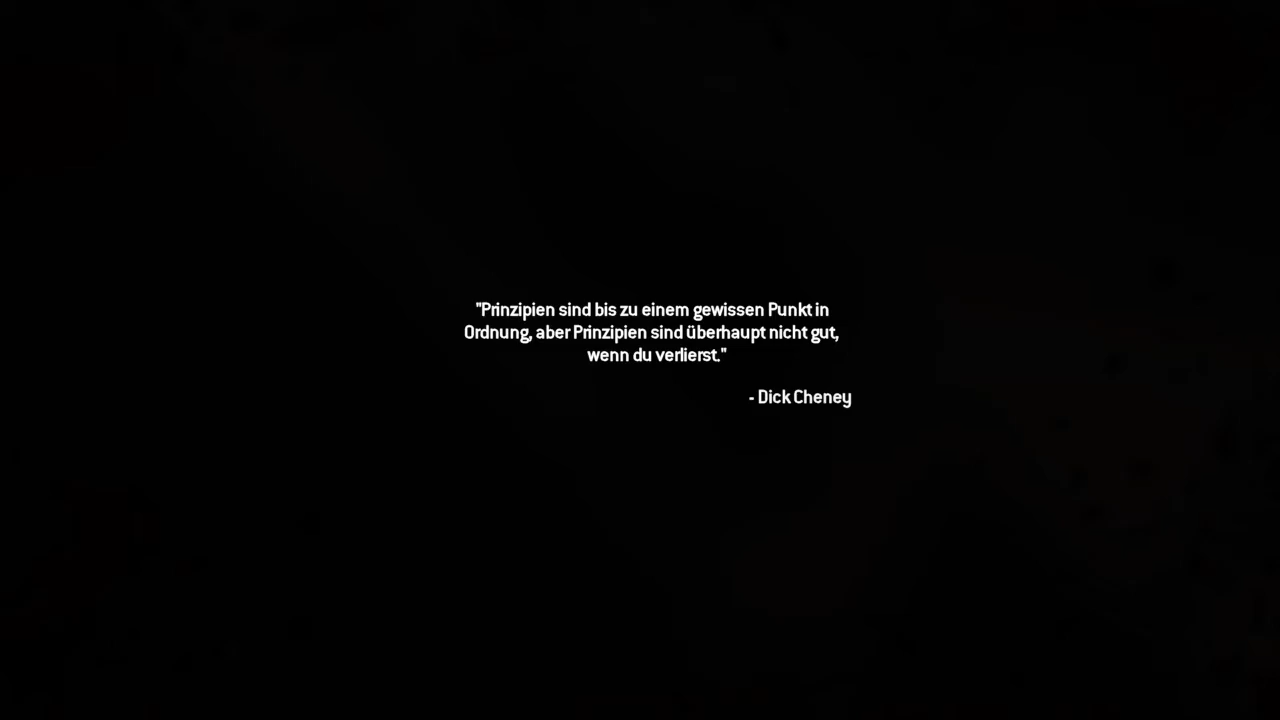 "Prinzipien sind bis zu einem gewissen Punkt in
Ordnung, aber Prinzipien sind überhaupt nicht gut,
wenn du verlierst."
- Dick Cheney